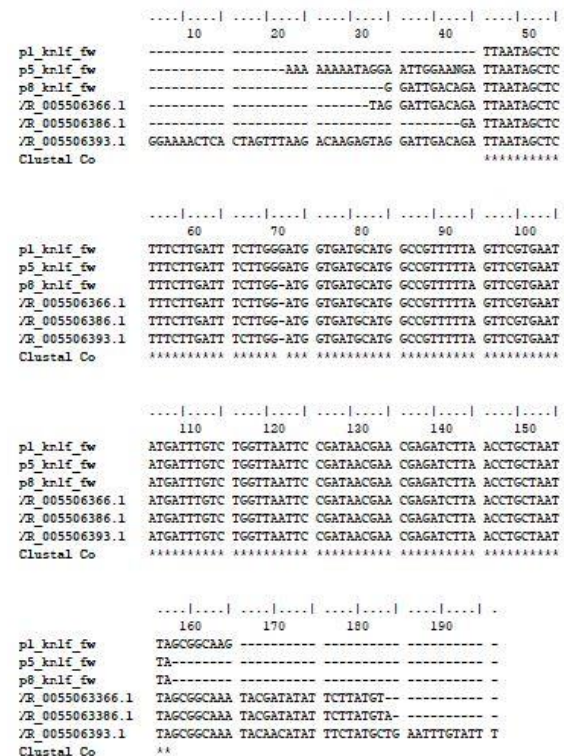 ....|....| ....|....| ....|....| ....|....| ....|....|
10 20 30 40 50
p1_knlf_fw ---------- ---------- ---------- ---------- TTAATAGCTC
p5_knlf_fw ---------- -------AAA AAAAATAGGA ATTGGAANGA TTAATAGCTC
p8_knlf_fw ---------- ---------- ---------G GATTGACAGA TTAATAGCTC
/R_005506366.1 ---------- ---------- -------TAG GATTGACAGA TTAATAGCTC
/R_005506386.1 ---------- ---------- ---------- --------GA TTAATAGCTC
/R_005506393.1 GGAAAACTCA CTAGTTTAAG ACAAGAGTAG GATTGACAGA TTAATAGCTC
Clustal Co **********
....|....| ....|....| ....|....| ....|....| ....|....|
60 70 80 90 100
p1_knlf_fw TTTCTTGATT TCTTGGGATG GTGATGCATG GCCGTTTTTA GTTCGTGAAT
p5_knlf_fw TTTCTTGATT TCTTGGGATG GTGATGCATG GCCGTTTTTA GTTCGTGAAT
p8_knlf_fw TTTCTTGATT TCTTGG-ATG GTGATGCATG GCCGTTTTTA GTTCGTGAAT
/R_005506366.1 TTTCTTGATT TCTTGG-ATG GTGATGCATG GCCGTTTTTA GTTCGTGAAT
/R_005506386.1 TTTCTTGATT TCTTGG-ATG GTGATGCATG GCCGTTTTTA GTTCGTGAAT
/R_005506393.1 TTTCTTGATT TCTTGG-ATG GTGATGCATG GCCGTTTTTA GTTCGTGAAT
Clustal Co ********** ****** *** ********** ********** **********
....|....| ....|....| ....|....| ....|....| ....|....|
110 120 130 140 150
p1_knlf_fw ATGATTTGTC TGGTTAATTC CGATAACGAA CGAGATCTTA ACCTGCTAAT
p5_knlf_fw ATGATTTGTC TGGTTAATTC CGATAACGAA CGAGATCTTA ACCTGCTAAT
p8_knlf_fw ATGATTTGTC TGGTTAATTC CGATAACGAA CGAGATCTTA ACCTGCTAAT
/R_005506366.1 ATGATTTGTC TGGTTAATTC CGATAACGAA CGAGATCTTA ACCTGCTAAT
/R_005506386.1 ATGATTTGTC TGGTTAATTC CGATAACGAA CGAGATCTTA ACCTGCTAAT
/R_005506393.1 ATGATTTGTC TGGTTAATTC CGATAACGAA CGAGATCTTA ACCTGCTAAT
Clustal Co ********** ********** ********** ********** **********
....|....| ....|....| ....|....| ....|....| .
160 170 180 190
p1_knlf_fw TAGCGGCAAG ---------- ---------- ---------- -
p5_knlf_fw TA-------- ---------- ---------- ---------- -
p8_knlf_fw TA-------- ---------- ---------- ---------- -
/R_0055063366.1 TAGCGGCAAA TACGATATAT TCTTATGT-- ---------- -
/R_0055063386.1 TAGCGGCAAA TACGATATAT TCTTATGTA- ---------- -
/R_005506393.1 TAGCGGCAAA TACAACATAT TTCTATGCTG AATTTGTATT T
Clustal Co **